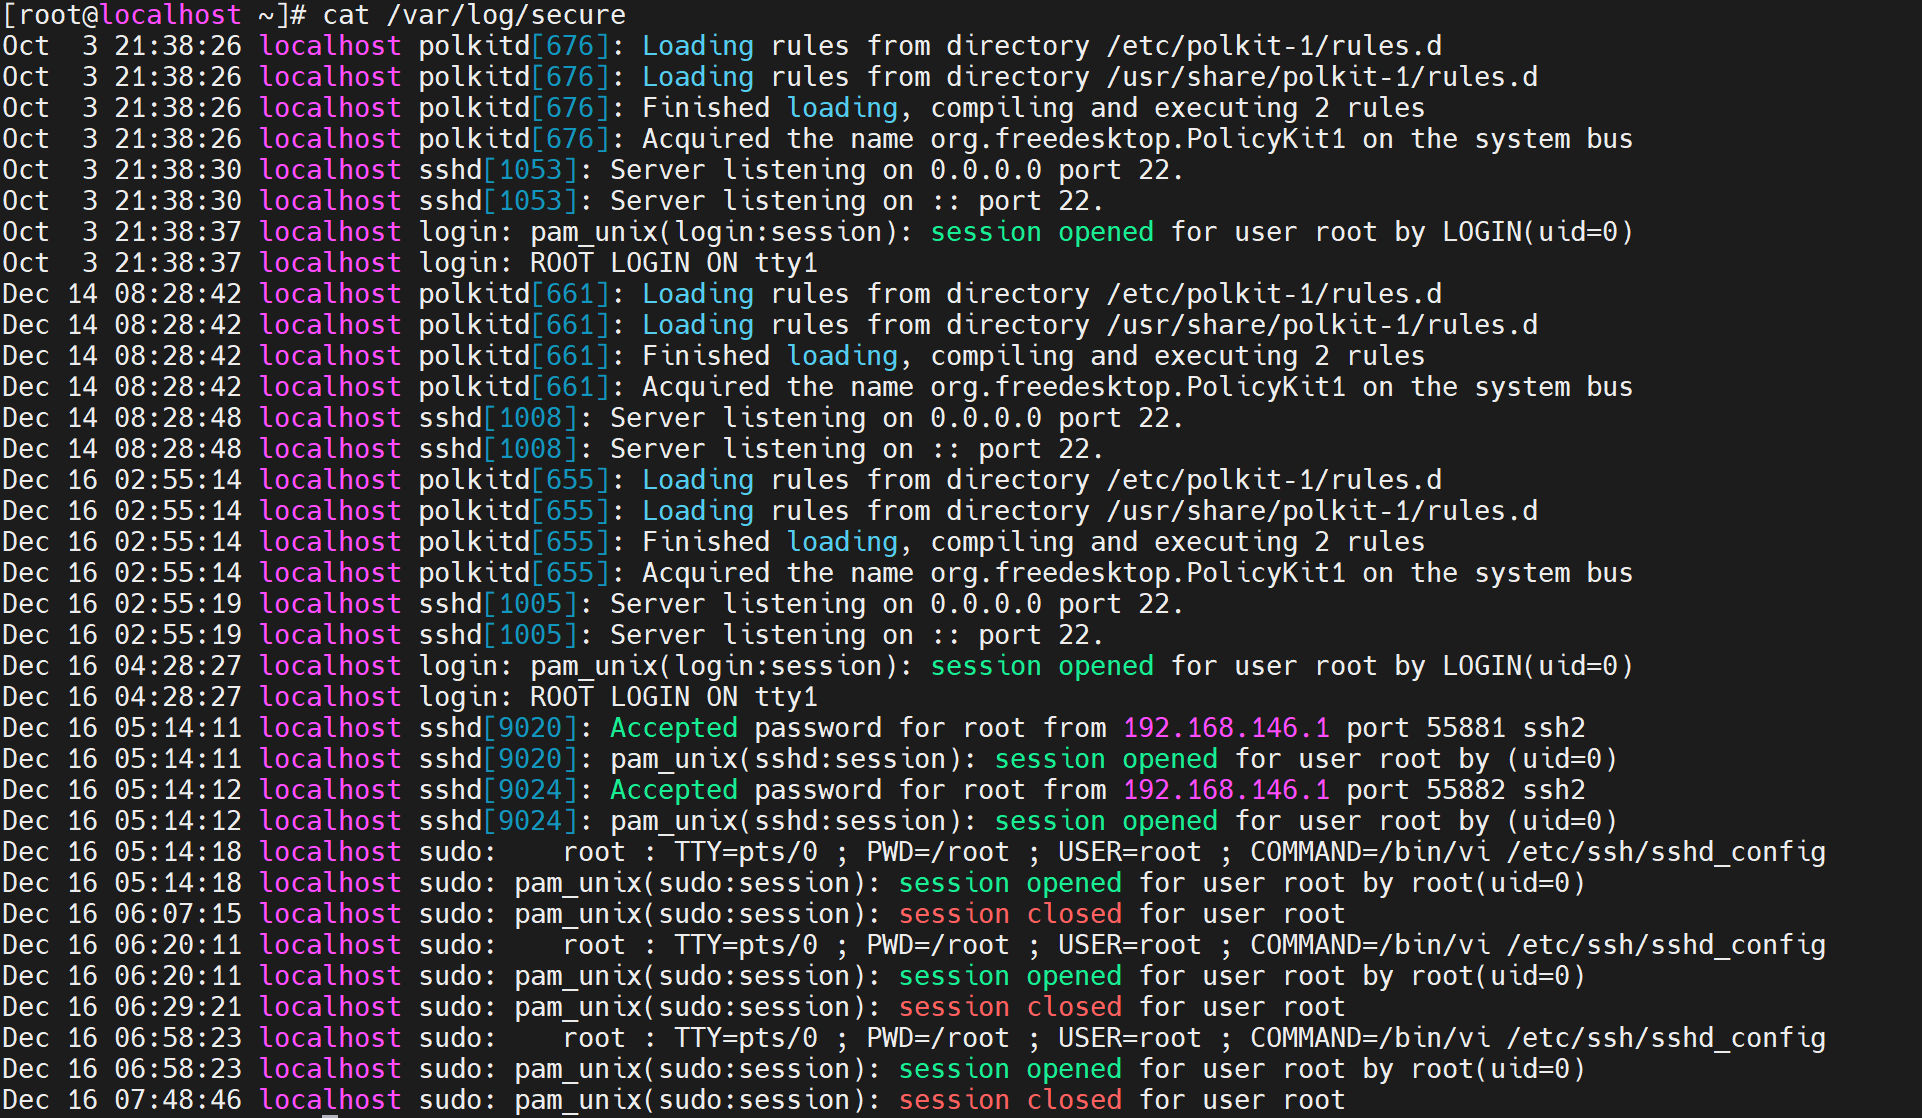 [root@localhost ~]# cat /var/log/secure
Oct  3 21:38:26 localhost polkitd[676]: Loading rules from directory /etc/polkit-1/rules.d
Oct  3 21:38:26 localhost polkitd[676]: Loading rules from directory /usr/share/polkit-1/rules.d
Oct  3 21:38:26 localhost polkitd[676]: Finished loading, compiling and executing 2 rules
Oct  3 21:38:26 localhost polkitd[676]: Acquired the name org.freedesktop.PolicyKit1 on the system bus
Oct  3 21:38:30 localhost sshd[1053]: Server listening on 0.0.0.0 port 22.
Oct  3 21:38:30 localhost sshd[1053]: Server listening on :: port 22.
Oct  3 21:38:37 localhost login: pam_unix(login:session): session opened for user root by LOGIN(uid=0)
Oct  3 21:38:37 localhost login: ROOT LOGIN ON tty1
Dec 14 08:28:42 localhost polkitd[661]: Loading rules from directory /etc/polkit-1/rules.d
Dec 14 08:28:42 localhost polkitd[661]: Loading rules from directory /usr/share/polkit-1/rules.d
Dec 14 08:28:42 localhost polkitd[661]: Finished loading, compiling and executing 2 rules
Dec 14 08:28:42 localhost polkitd[661]: Acquired the name org.freedesktop.PolicyKit1 on the system bus
Dec 14 08:28:48 localhost sshd[1008]: Server listening on 0.0.0.0 port 22.
Dec 14 08:28:48 localhost sshd[1008]: Server listening on :: port 22.
Dec 16 02:55:14 localhost polkitd[655]: Loading rules from directory /etc/polkit-1/rules.d
Dec 16 02:55:14 localhost polkitd[655]: Loading rules from directory /usr/share/polkit-1/rules.d
Dec 16 02:55:14 localhost polkitd[655]: Finished loading, compiling and executing 2 rules
Dec 16 02:55:14 localhost polkitd[655]: Acquired the name org.freedesktop.PolicyKit1 on the system bus
Dec 16 02:55:19 localhost sshd[1005]: Server listening on 0.0.0.0 port 22.
Dec 16 02:55:19 localhost sshd[1005]: Server listening on :: port 22.
Dec 16 04:28:27 localhost login: pam_unix(login:session): session opened for user root by LOGIN(uid=0)
Dec 16 04:28:27 localhost login: ROOT LOGIN ON tty1
Dec 16 05:14:11 localhost sshd[9020]: Accepted password for root from 192.168.146.1 port 55881 ssh2
Dec 16 05:14:11 localhost sshd[9020]: pam_unix(sshd:session): session opened for user root by (uid=0)
Dec 16 05:14:12 localhost sshd[9024]: Accepted password for root from 192.168.146.1 port 55882 ssh2
Dec 16 05:14:12 localhost sshd[9024]: pam_unix(sshd:session): session opened for user root by (uid=0)
Dec 16 05:14:18 localhost sudo:    root : TTY=pts/0 ; PWD=/root ; USER=root ; COMMAND=/bin/vi /etc/ssh/sshd_config
Dec 16 05:14:18 localhost sudo: pam_unix(sudo:session): session opened for user root by root(uid=0)
Dec 16 06:07:15 localhost sudo: pam_unix(sudo:session): session closed for user root
Dec 16 06:20:11 localhost sudo:    root : TTY=pts/0 ; PWD=/root ; USER=root ; COMMAND=/bin/vi /etc/ssh/sshd_config
Dec 16 06:20:11 localhost sudo: pam_unix(sudo:session): session opened for user root by root(uid=0)
Dec 16 06:29:21 localhost sudo: pam_unix(sudo:session): session closed for user root
Dec 16 06:58:23 localhost sudo:    root : TTY=pts/0 ; PWD=/root ; USER=root ; COMMAND=/bin/vi /etc/ssh/sshd_config
Dec 16 06:58:23 localhost sudo: pam_unix(sudo:session): session opened for user root by root(uid=0)
Dec 16 07:48:46 localhost sudo: pam_unix(sudo:session): session closed for user root